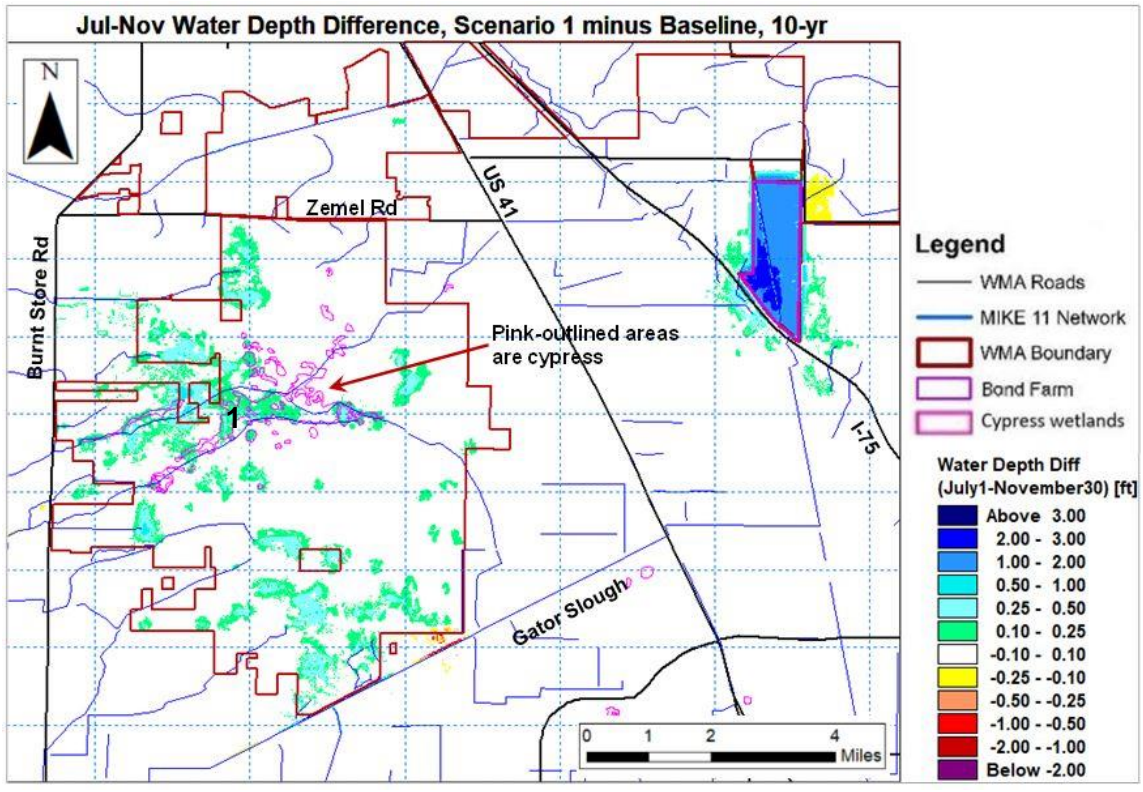 Jul-Nov Water Depth Difference, Scenario 1 minus Baseline, 10-yr
N
US 41
Zemel Rd
Burnt Store Rd
Pink-outlined areas
are cypress
1
I-75
Gator Slough
0 1 2 4
Miles
Legend
WMA Roads
MIKE 11 Network
WMA Boundary
Bond Farm
Cypress wetlands
Water Depth Diff
(July1-November30) [ft]
Above 3.00
2.00 - 3.00
1.00 - 2.00
0.50 - 1.00
0.25 - 0.50
0.10 - 0.25
-0.10 - 0.10
-0.25 - -0.10
-0.50 - -0.25
-1.00 - -0.50
-2.00 - -1.00
Below -2.00